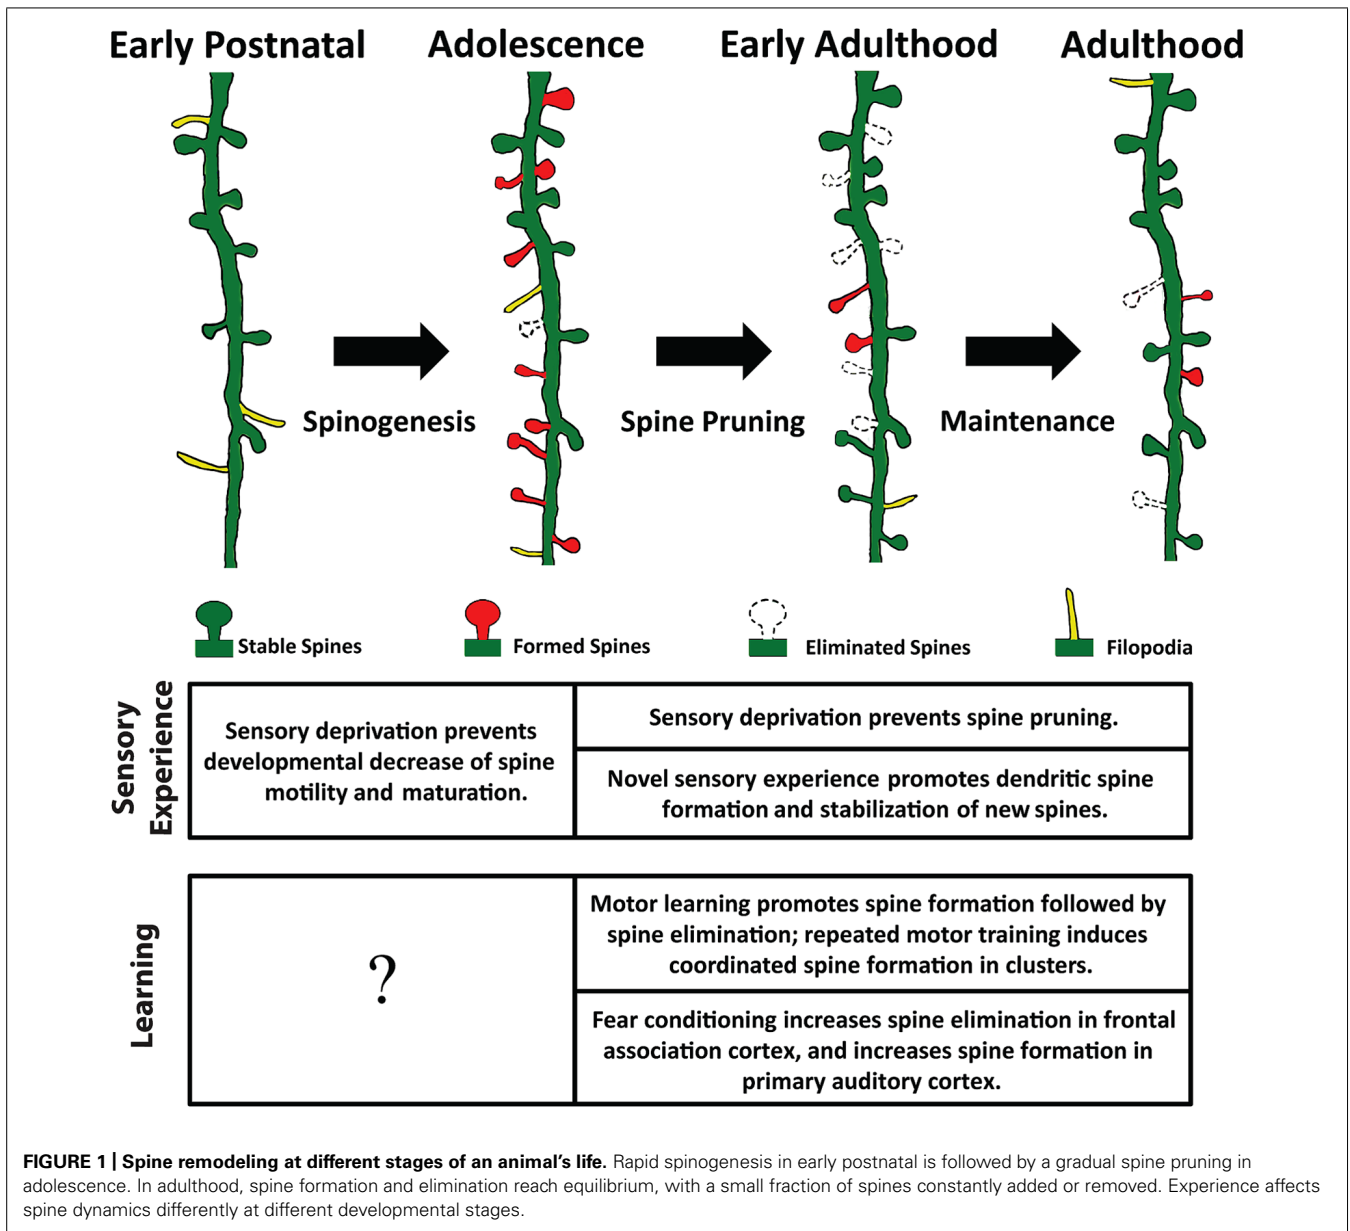 Early Postnatal
Adolescence
Early Adulthood
Adulthood
Spinogenesis
Spine Pruning
Maintenance
Stable Spines
Formed Spines
Eliminated Spines
Filopodia
Sensory
Experience
Sensory deprivation prevents
developmental decrease of spine
motility and maturation.
Sensory deprivation prevents spine pruning.
Novel sensory experience promotes dendritic spine
formation and stabilization of new spines.
Learning
?
Motor learning promotes spine formation followed by
spine elimination; repeated motor training induces
coordinated spine formation in clusters.
Fear conditioning increases spine elimination in frontal
association cortex, and increases spine formation in
primary auditory cortex.
FIGURE 1 | Spine remodeling at different stages of an animal's life. Rapid spinogenesis in early postnatal is followed by a gradual spine pruning in
adolescence. In adulthood, spine formation and elimination reach equilibrium, with a small fraction of spines constantly added or removed. Experience affects
spine dynamics differently at different developmental stages.